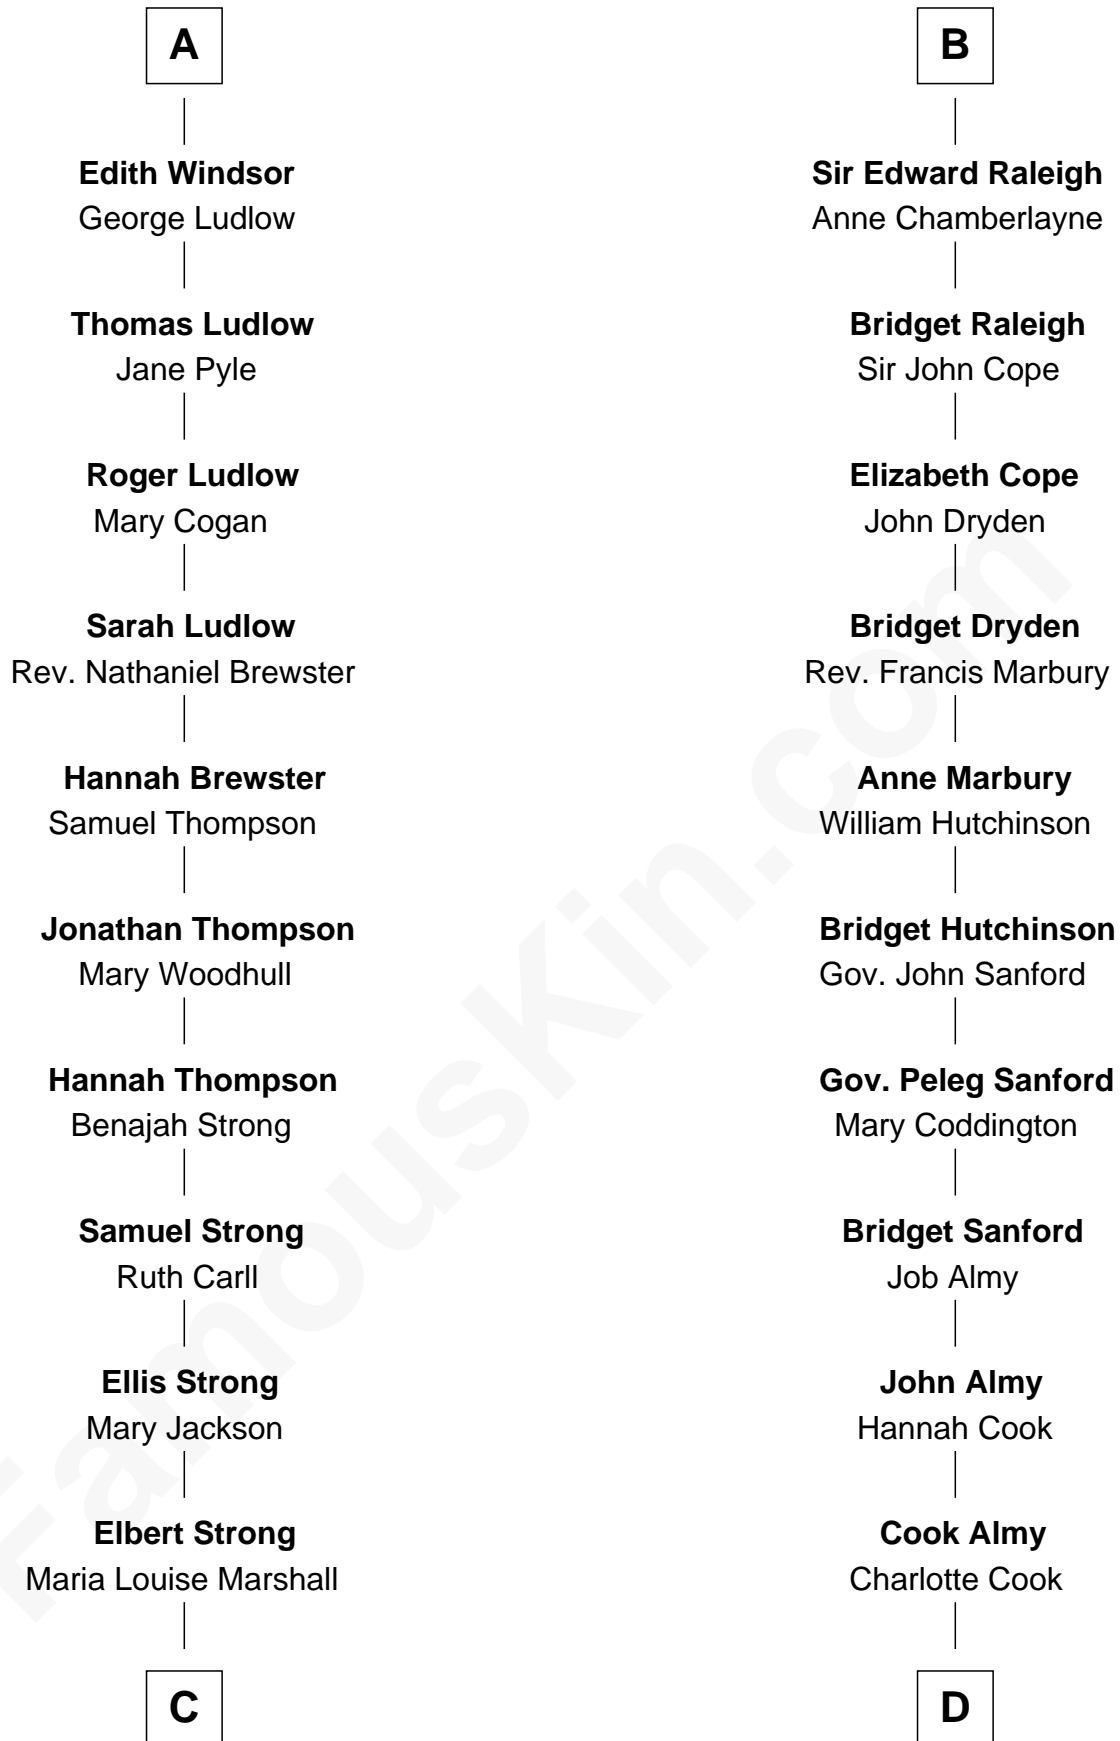 A
Edith Windsor
George Ludlow
Thomas Ludlow
Jane Pyle
Roger Ludlow
Mary Cogan
Sarah Ludlow
Rev. Nathaniel Brewster
Hannah Brewster
Samuel Thompson
Jonathan Thompson
Mary Woodhull
Hannah Thompson
Benajah Strong
Samuel Strong
Ruth Carll
Ellis Strong
Mary Jackson
Elbert Strong
Maria Louise Marshall
C
B
Sir Edward Raleigh
Anne Chamberlayne
Bridget Raleigh
Sir John Cope
Elizabeth Cope
John Dryden
Bridget Dryden
Rev. Francis Marbury
Anne Marbury
William Hutchinson
Bridget Hutchinson
Gov. John Sanford
Gov. Peleg Sanford
Mary Coddington
Bridget Sanford
Job Almy
John Almy
Hannah Cook
Cook Almy
Charlotte Cook
D
FamousKin.com